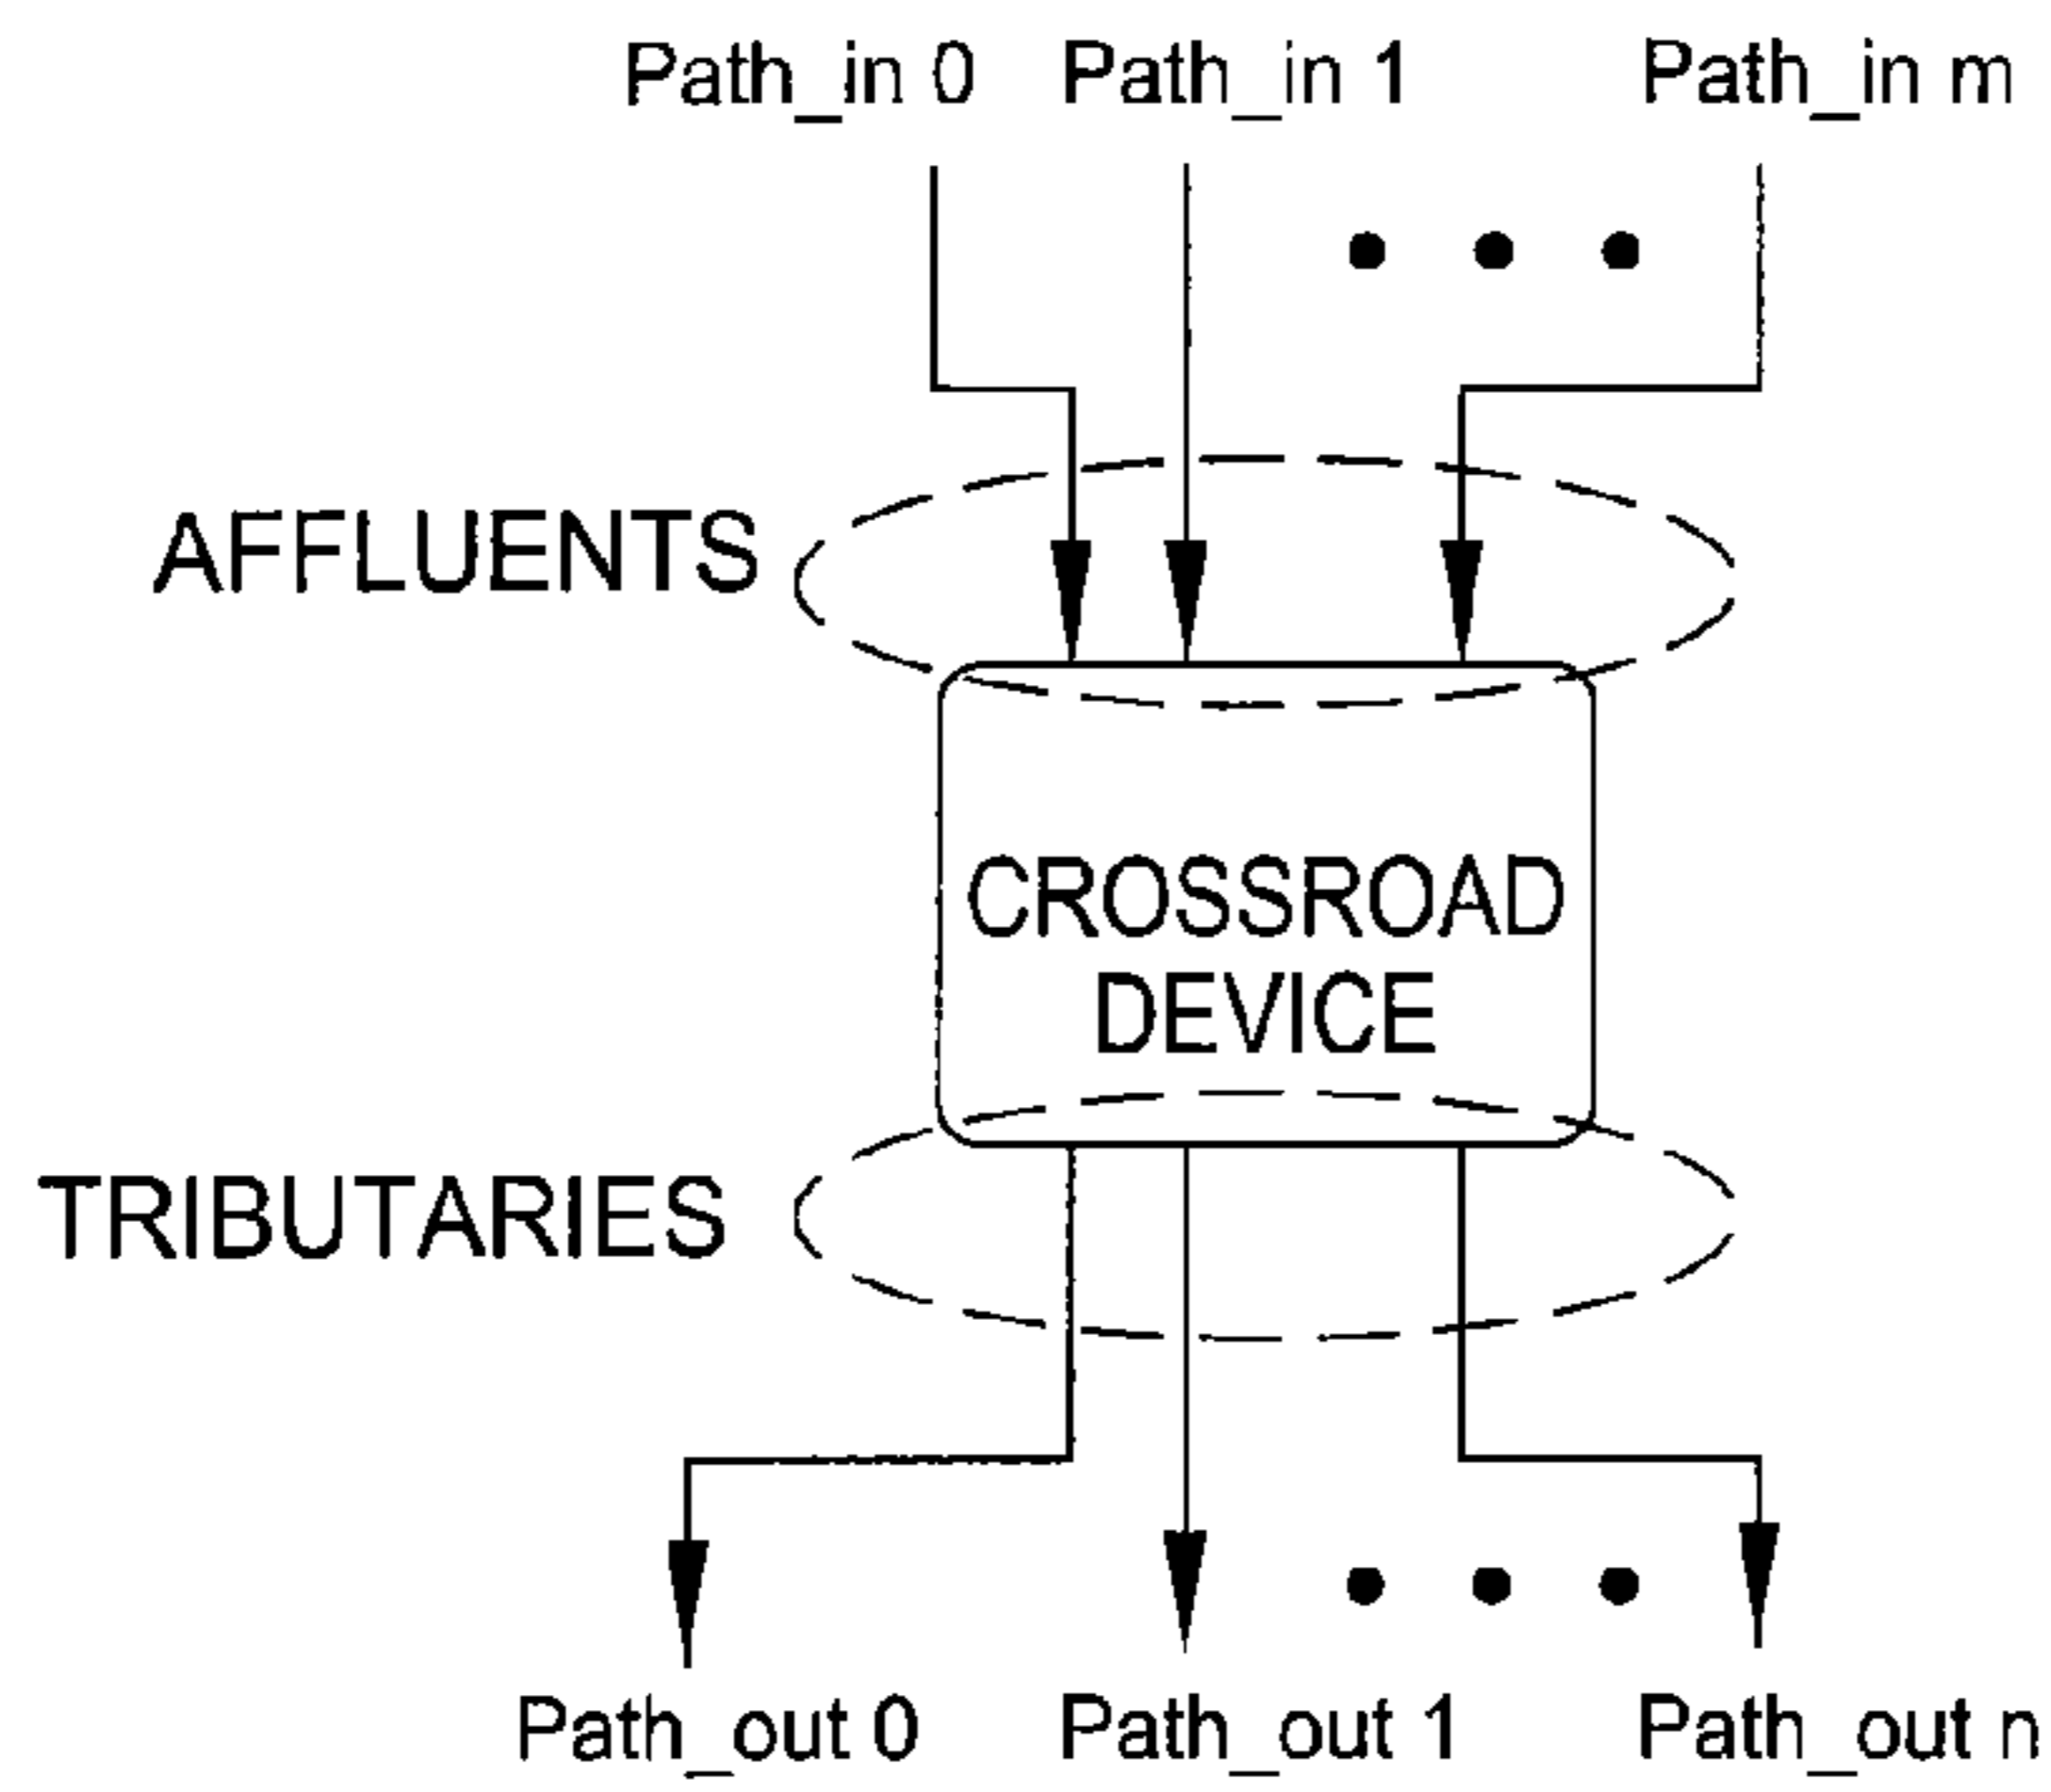 Path_in 0 Path_in 1 Path_in m
AFFLUENTS
CROSSROAD
DEVICE
TRIBUTARIES
Path_out 0 Path_out 1 Path_out n